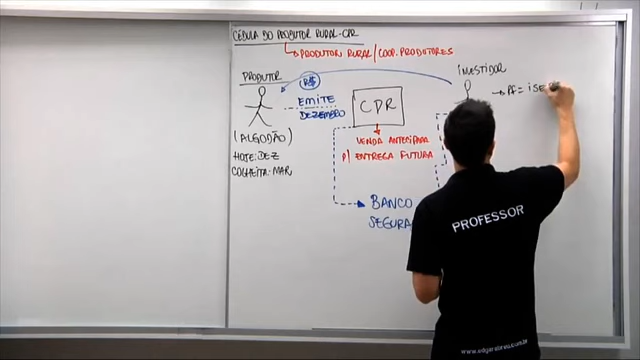 CÉDULA DO PRODUTOR RURAL-CPR
PRODUTOR RURAL/COOP.PRODUTORES
PRODUTOR
R$
INVESTIDOR
EMITE
DEZEMBRO
CPR
PF = ISE
(ALGODÃO)
HOJE: DEZ
COLHEITA: MAR
VENDA ANTECIPADA
P/ ENTREGA FUTURA
BANCO
SEGURA
PROFESSOR
www.edgarabreu.com.br